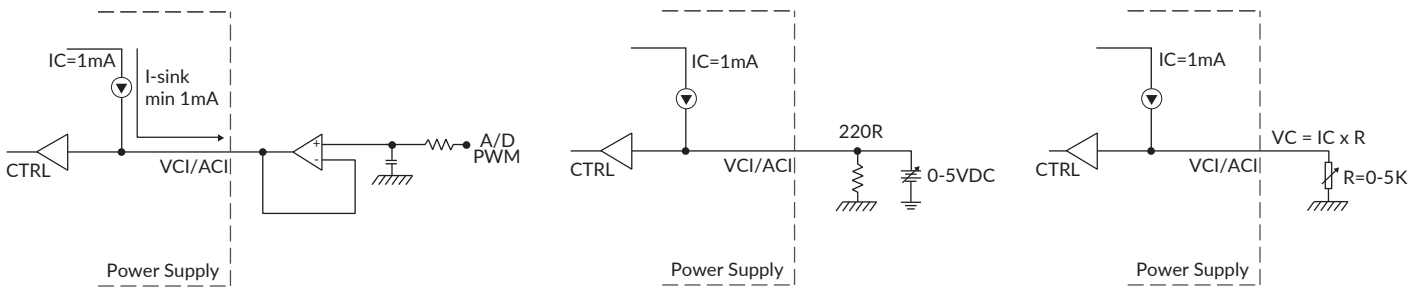 IC=1mA
I-sink
min 1mA
+
-
A/D
PWM
CTRL
VCI/ACI
Power Supply
IC=1mA
220R
CTRL
VCI/ACI
0-5VDC
Power Supply
IC=1mA
VC = IC x R
CTRL
VCI/ACI
R=0-5K
Power Supply